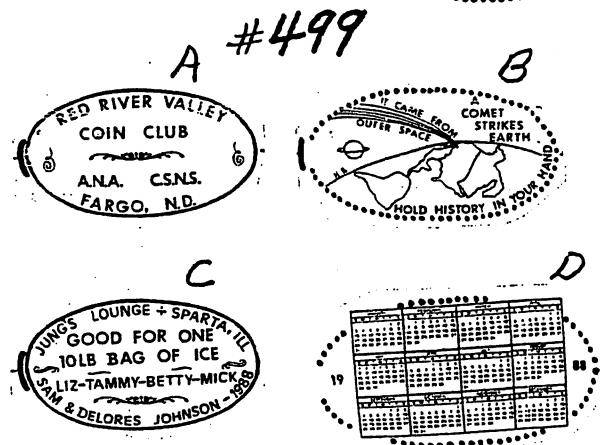 #499
A
RED RIVER VALLEY
COIN CLUB
A.N.A. C.S.N.S.
FARGO, N.D.
B
IT CAME FROM
OUTER SPACE
A
COMET
STRIKES
EARTH
HOLD HISTORY IN YOUR HAND
C
JUNG'S LOUNGE + SPARTA, ILL
GOOD FOR ONE
10LB BAG OF ICE
LIZ-TAMMY-BETTY-MICK
SAM & DELORES JOHNSON - 1988
D
19 88